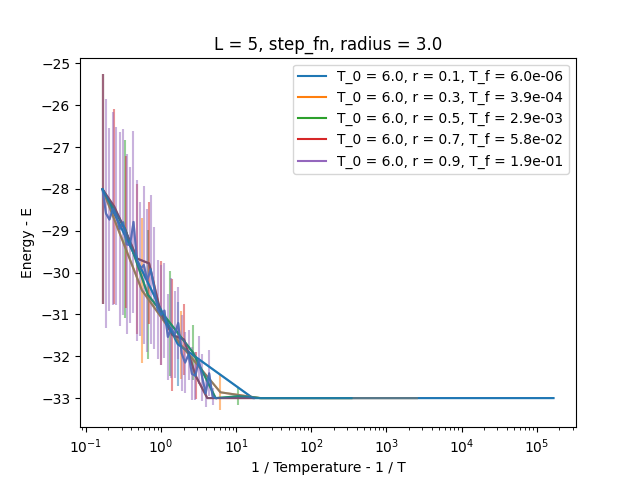 L = 5, step_fn, radius = 3.0
T_0 = 6.0, r = 0.1, T_f = 6.0e-06
T_0 = 6.0, r = 0.3, T_f = 3.9e-04
T_0 = 6.0, r = 0.5, T_f = 2.9e-03
T_0 = 6.0, r = 0.7, T_f = 5.8e-02
T_0 = 6.0, r = 0.9, T_f = 1.9e-01
Energy - E
−25
−26
−27
−28
−29
−30
−31
−32
−33
10⁻¹ 10⁰ 10¹ 10² 10³ 10⁴ 10⁵
1 / Temperature - 1 / T